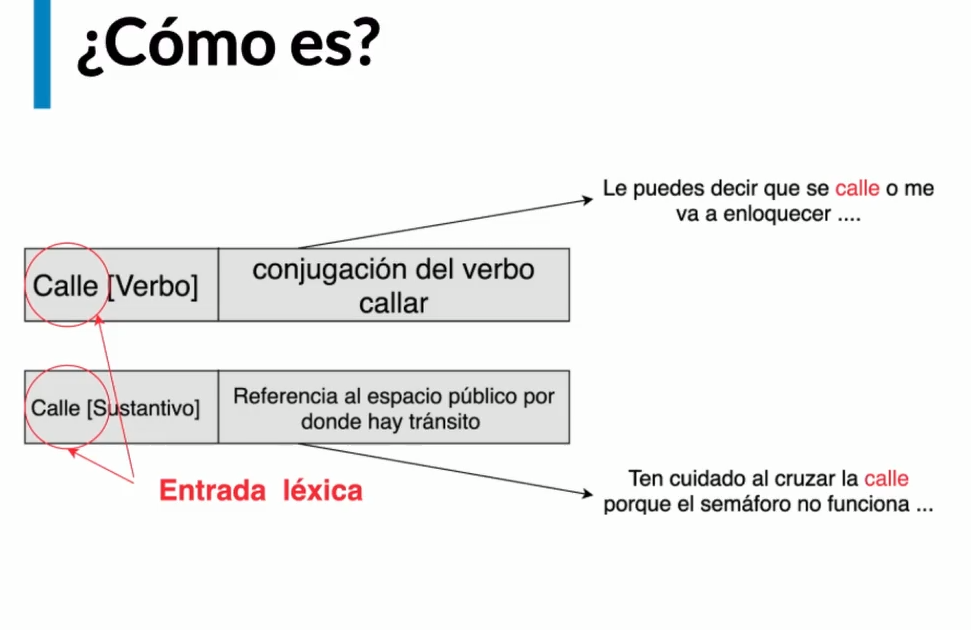 ¿Cómo es?
Le puedes decir que se calle o me
va a enloquecer ....
Calle [Verbo]
conjugación del verbo
callar
Calle [Sustantivo]
Referencia al espacio público por
donde hay tránsito
Entrada léxica
Ten cuidado al cruzar la calle
porque el semáforo no funciona ...